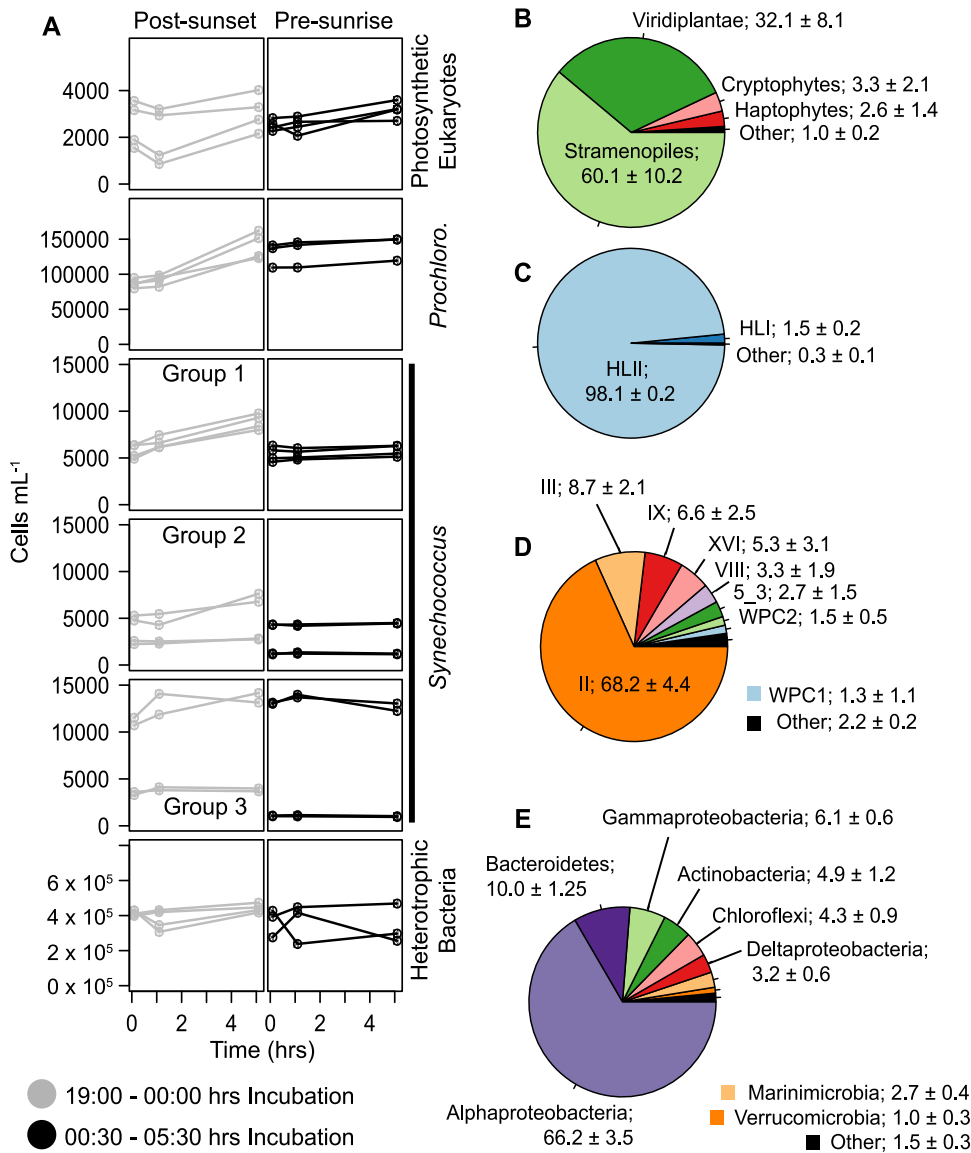 A
Post-sunset
Pre-sunrise
4000
2000
0
Photosynthetic
Eukaryotes
150000
100000
50000
0
Prochloro.
15000
10000
5000
0
Group 1
15000
10000
5000
0
Group 2
15000
10000
5000
0
Group 3
Synechococcus
6 x 10⁵
4 x 10⁵
2 x 10⁵
0 x 10⁵
Heterotrophic
Bacteria
Cells mL⁻¹
0 2 4 0 2 4
Time (hrs)
19:00 - 00:00 hrs Incubation
00:30 - 05:30 hrs Incubation
B
Viridiplantae; 32.1 ± 8.1
Cryptophytes; 3.3 ± 2.1
Haptophytes; 2.6 ± 1.4
Other; 1.0 ± 0.2
Stramenopiles;
60.1 ± 10.2
C
HLI; 1.5 ± 0.2
Other; 0.3 ± 0.1
HLII;
98.1 ± 0.2
D
III; 8.7 ± 2.1
IX; 6.6 ± 2.5
XVI; 5.3 ± 3.1
VIII; 3.3 ± 1.9
5_3; 2.7 ± 1.5
WPC2; 1.5 ± 0.5
II; 68.2 ± 4.4
WPC1; 1.3 ± 1.1
Other; 2.2 ± 0.2
E
Gammaproteobacteria; 6.1 ± 0.6
Bacteroidetes;
10.0 ± 1.25
Actinobacteria; 4.9 ± 1.2
Chloroflexi; 4.3 ± 0.9
Deltaproteobacteria;
3.2 ± 0.6
Alphaproteobacteria;
66.2 ± 3.5
Marinimicrobia; 2.7 ± 0.4
Verrucomicrobia; 1.0 ± 0.3
Other; 1.5 ± 0.3